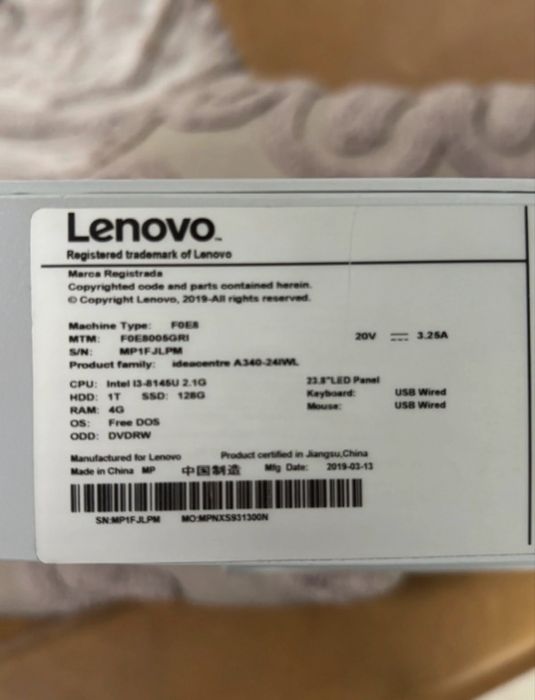 Lenovo™
Registered trademark of Lenovo
Marca Registrada
Copyrighted code and parts contained herein.
© Copyright Lenovo, 2019-All rights reserved.
Machine Type: F0E8
MTM: F0E8005GRI 20V ⎓ 3.25A
S/N: MP1FJLPM
Product family: ideacentre A340-24IWL
CPU: Intel I3-8145U 2.1G 23.8"LED Panel
HDD: 1T SSD: 128G Keyboard: USB Wired
RAM: 4G Mouse: USB Wired
OS: Free DOS
ODD: DVDRW
Manufactured for Lenovo Product certified in Jiangsu,China
Made in China MP 中国制造 Mfg Date: 2019-03-13
SN:MP1FJLPM MO:MPNXS931300N